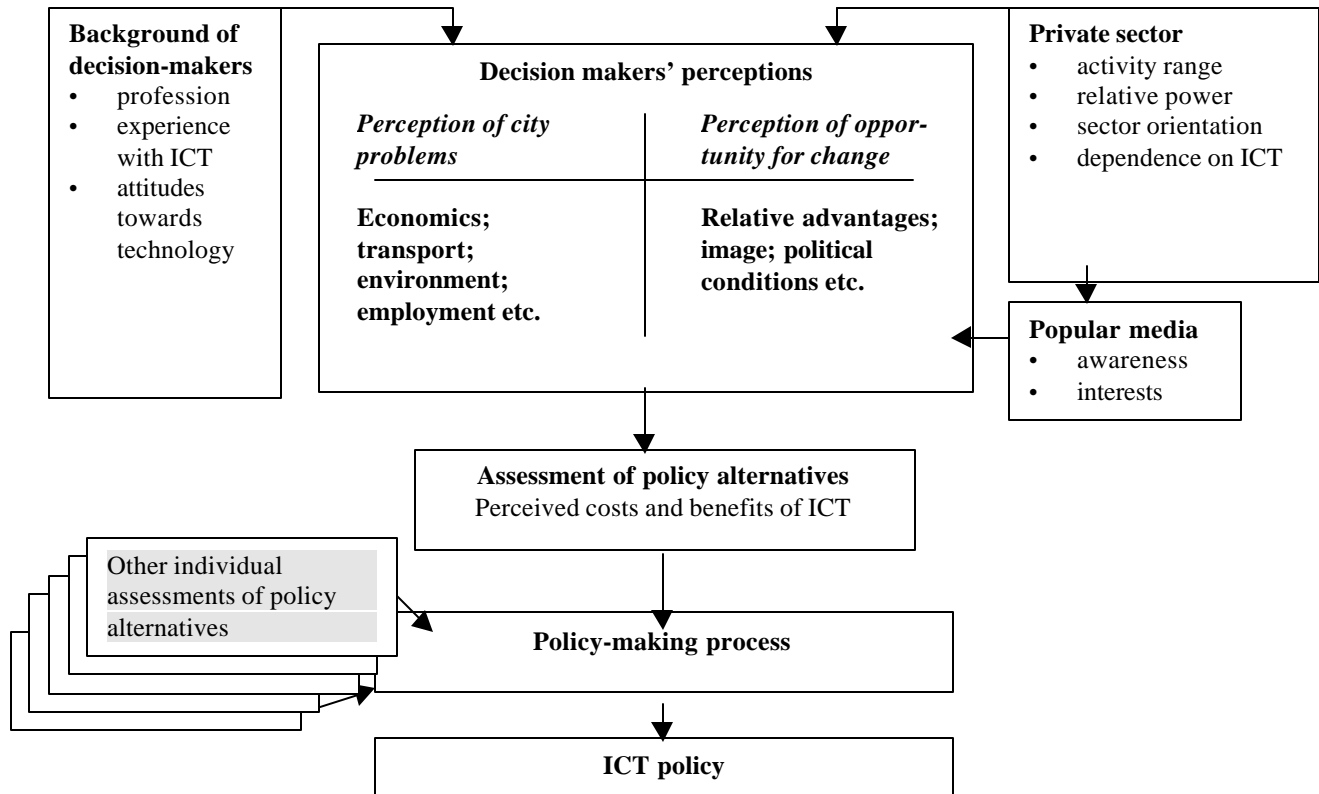 Background of
decision-makers
• profession
• experience
with ICT
• attitudes
towards
technology
Decision makers’ perceptions
Perception of city
problems
Perception of oppor-
tunity for change
Economics;
transport;
environment;
employment etc.
Relative advantages;
image; political
conditions etc.
Private sector
• activity range
• relative power
• sector orientation
• dependence on ICT
Popular media
• awareness
• interests
Assessment of policy alternatives
Perceived costs and benefits of ICT
Other individual
assessments of policy
alternatives
Policy-making process
ICT policy